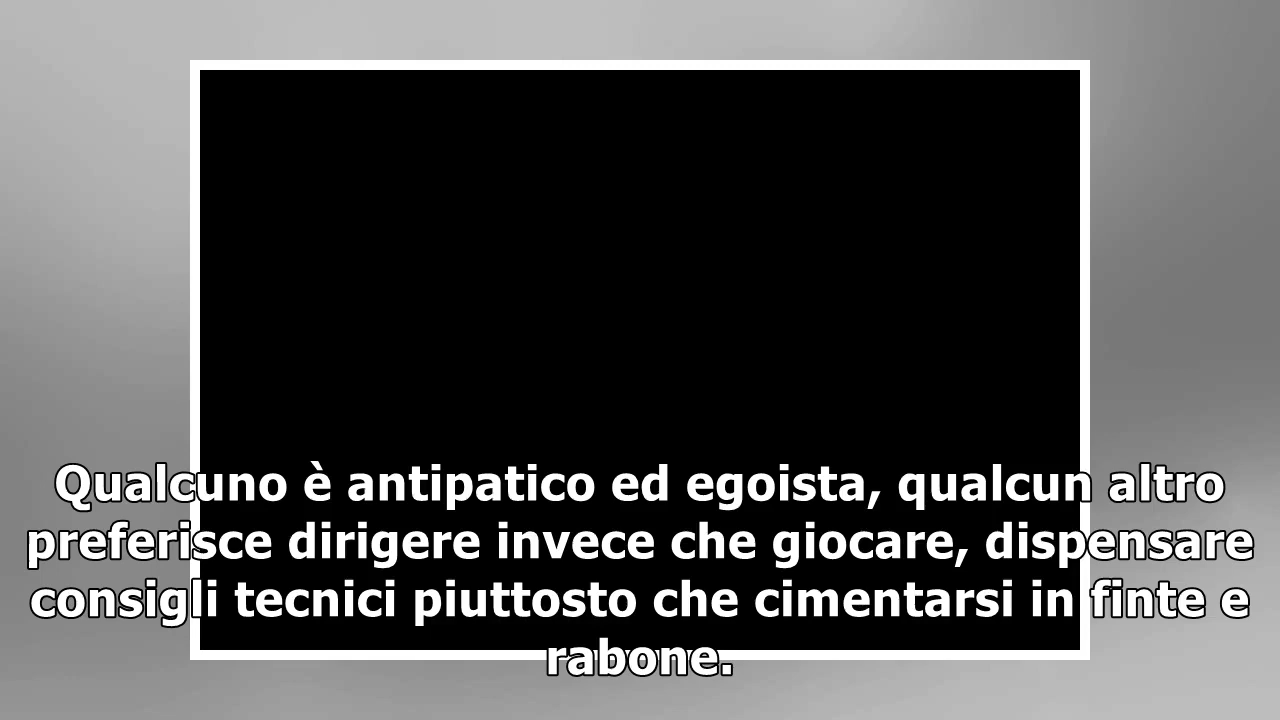 Qualcuno è antipatico ed egoista, qualcun altro
preferisce dirigere invece che giocare, dispensare
consigli tecnici piuttosto che cimentarsi in finte e
rabone.